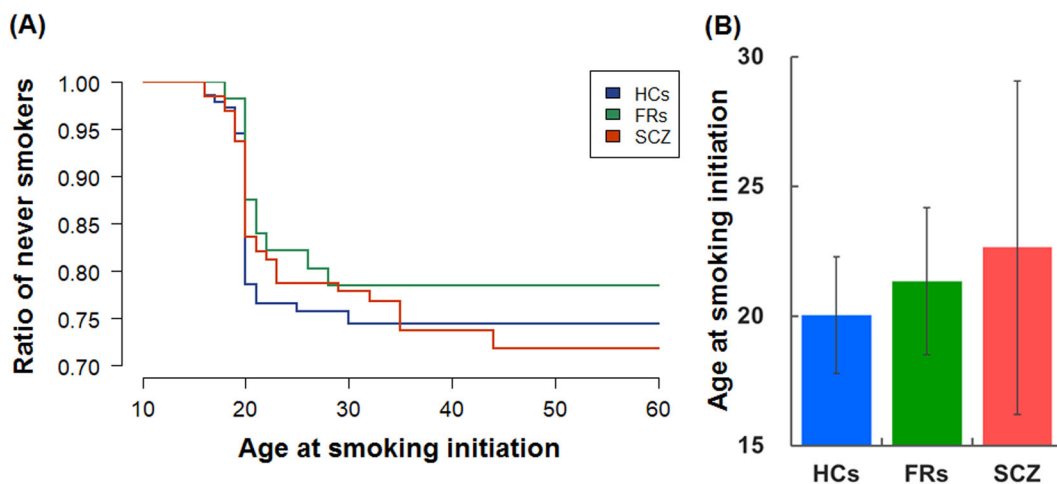 (A)
Ratio of never smokers
1.00
0.95
0.90
0.85
0.80
0.75
0.70
HCs
FRs
SCZ
10 20 30 40 50 60
Age at smoking initiation
(B)
Age at smoking initiation
30
25
20
15
HCs FRs SCZ